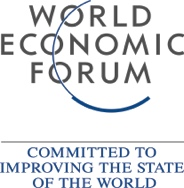 WORLD
ECONOMIC
FORUM
COMMITTED TO
IMPROVING THE STATE
OF THE WORLD